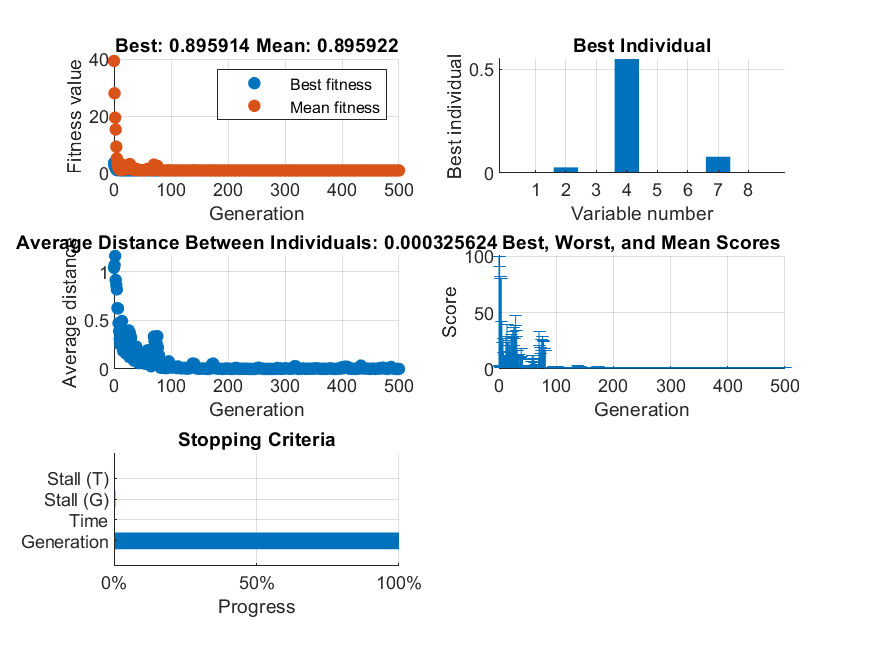 Best: 0.895914 Mean: 0.895922
Fitness value
40
20
0
Best fitness
Mean fitness
0 100 200 300 400 500
Generation
Best Individual
Best individual
0.5
0
1 2 3 4 5 6 7 8
Variable number
Average Distance Between Individuals: 0.000325624
Average distance
1
0.5
0
0 100 200 300 400 500
Generation
Best, Worst, and Mean Scores
Score
100
50
0
0 100 200 300 400 500
Generation
Stopping Criteria
Stall (T)
Stall (G)
Time
Generation
0% 50% 100%
Progress